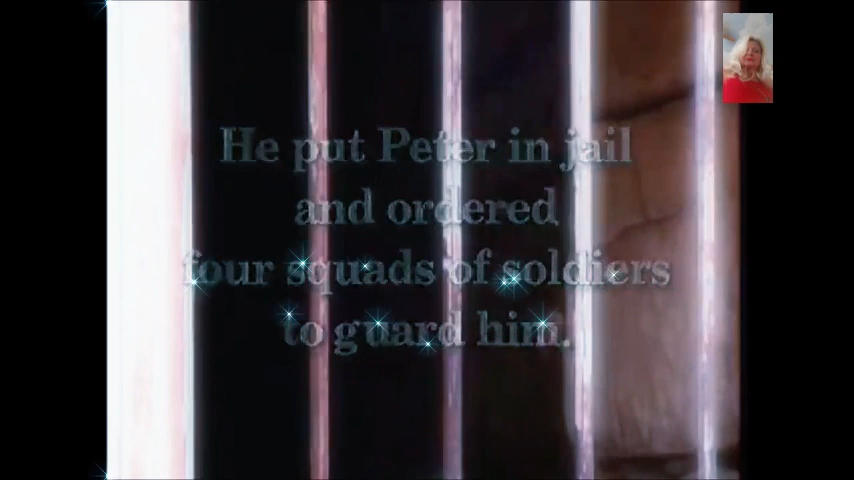 He put Peter in jail
and ordered
four squads of soldiers
to guard him.